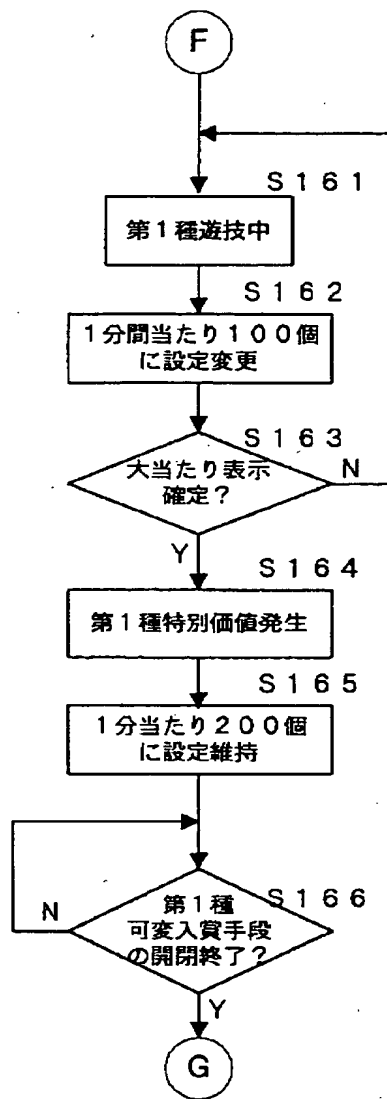 F
S161
第1種遊技中
S162
1分間当たり100個
に設定変更
S163
大当たり表示
確定?
N
Y
S164
第1種特別価値発生
S165
1分当たり200個
に設定維持
S166
第1種
可変入賞手段
の開閉終了?
N
Y
G